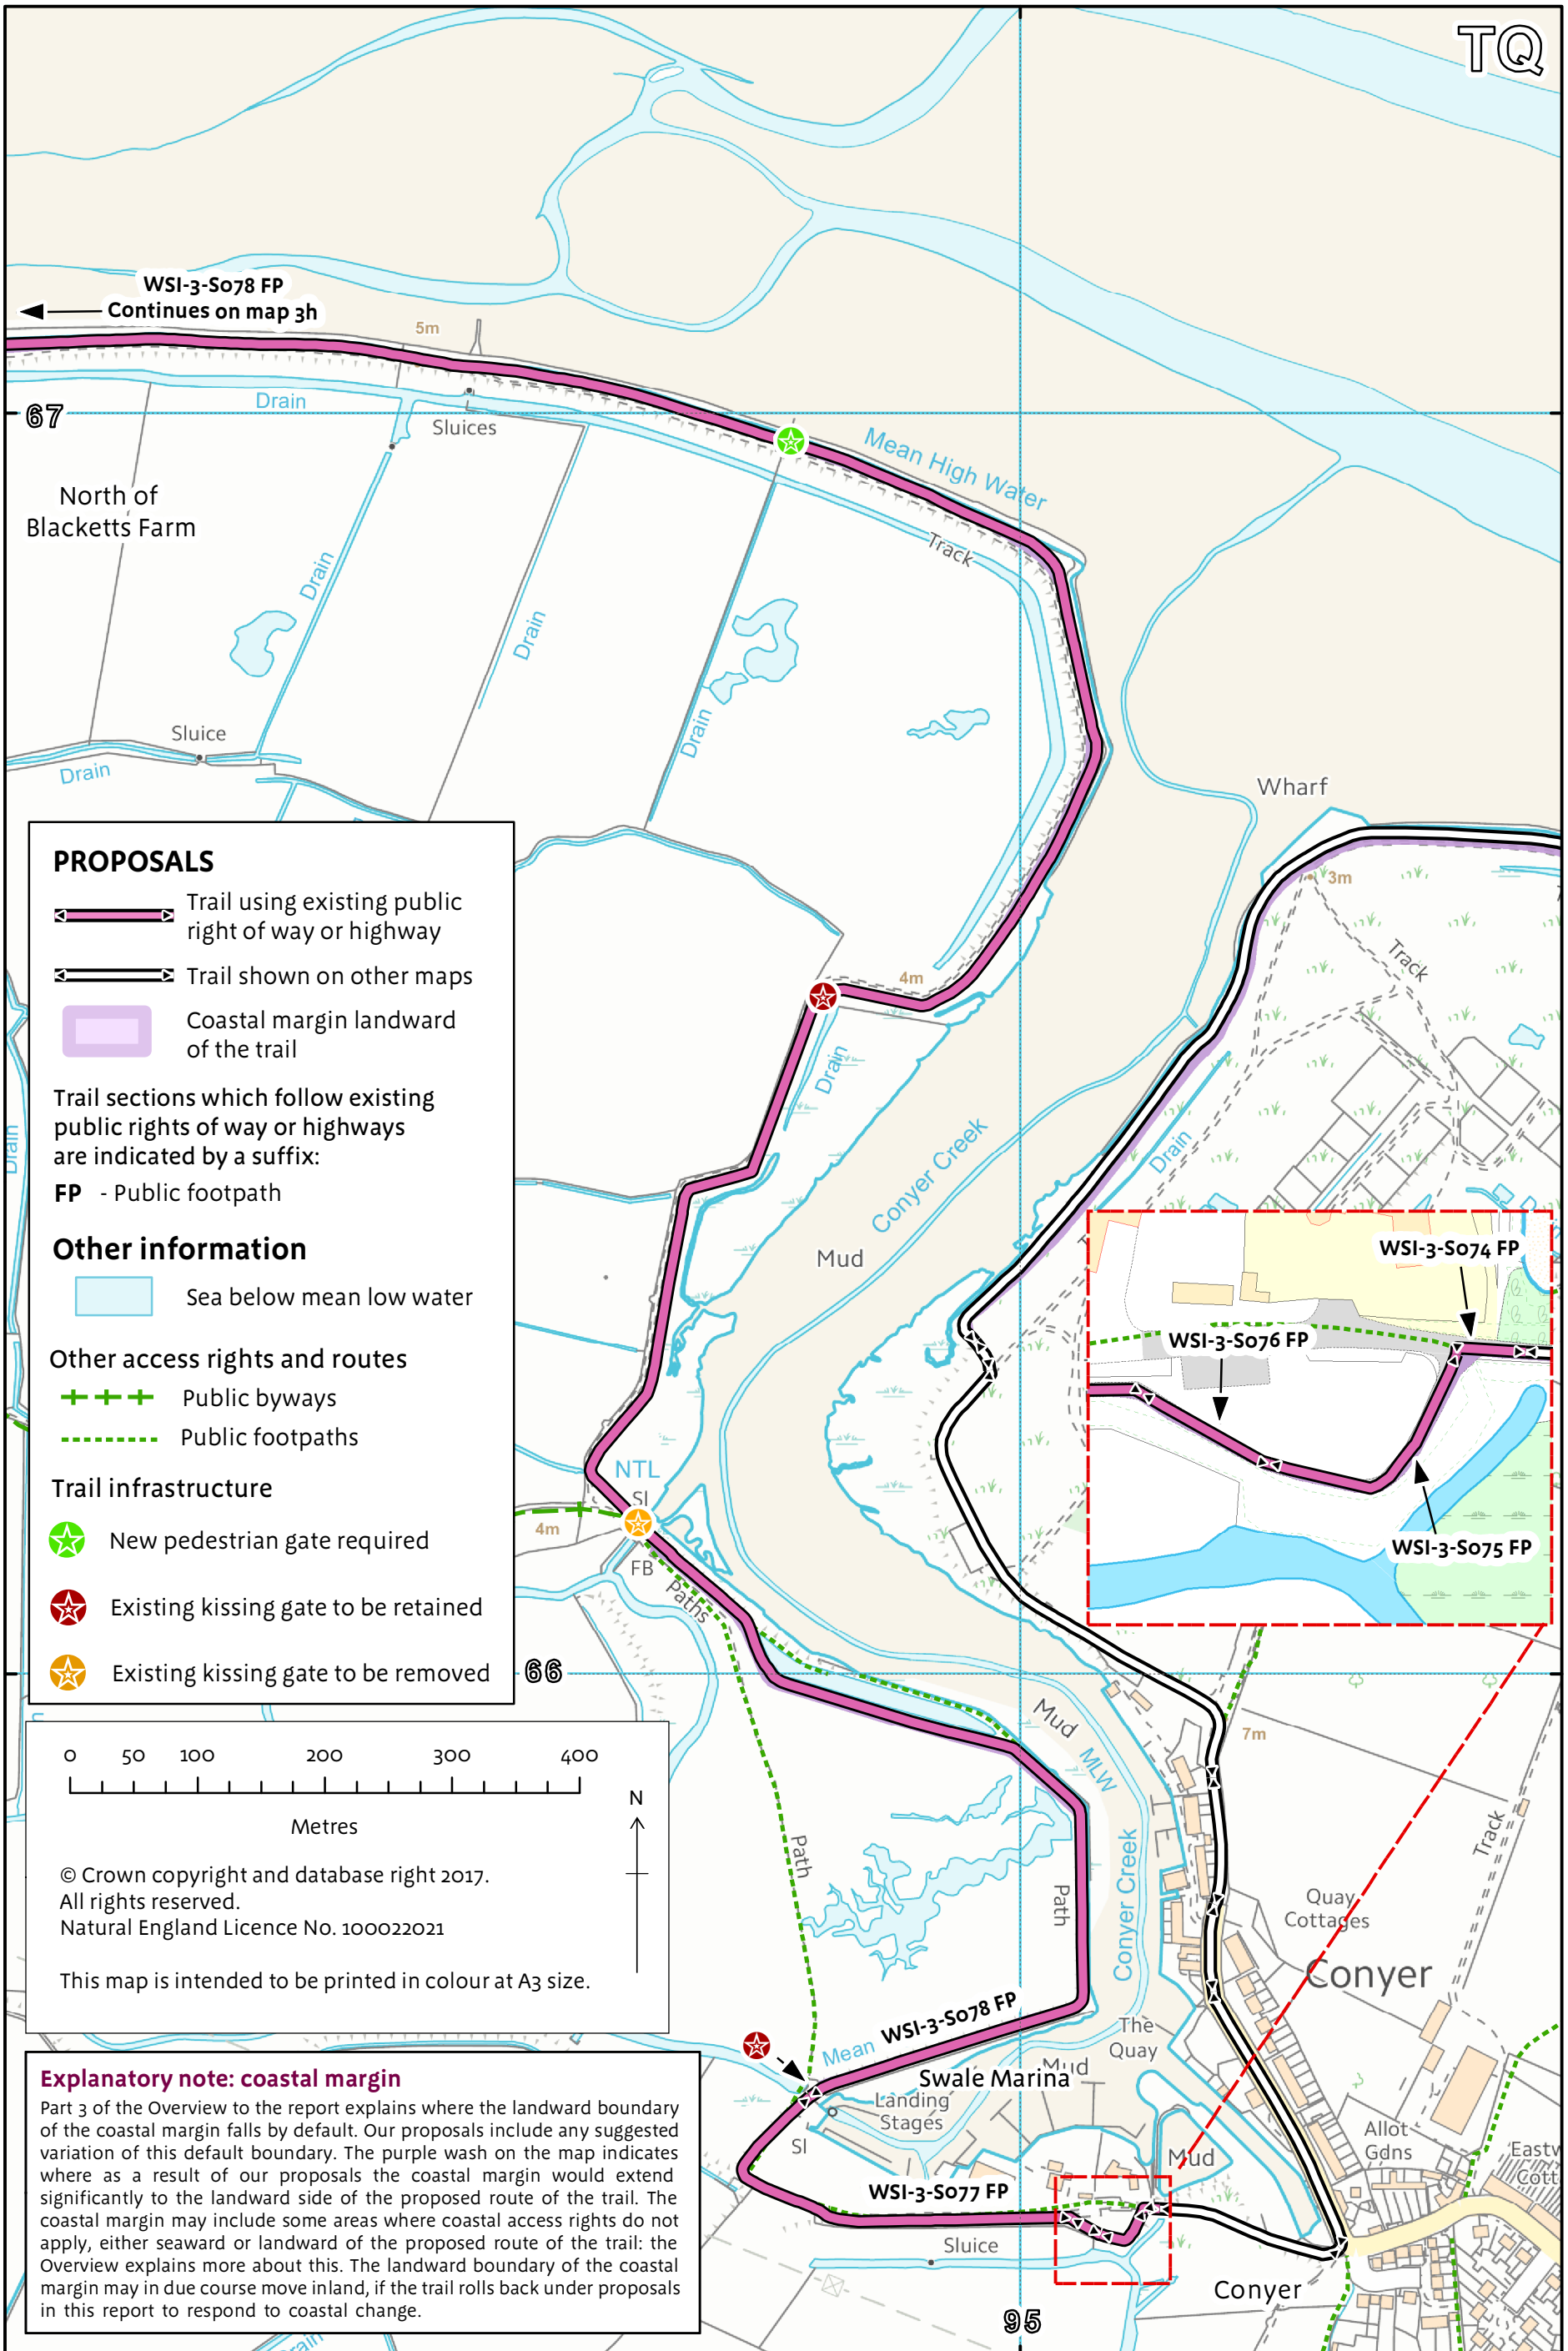 TQ
WSI-3-S078 FP
Continues on map 3h
5m
67
Drain
Sluices
Mean High Water
North of
Blacketts Farm
Track
Drain
Drain
Drain
Sluice
Drain
Wharf
3m
Track
4m
Drain
Drain
Conyer Creek
Mud
PROPOSALS
Trail using existing public
right of way or highway
Trail shown on other maps
Coastal margin landward
of the trail
Trail sections which follow existing
public rights of way or highways
are indicated by a suffix:
FP - Public footpath
Other information
Sea below mean low water
Other access rights and routes
Public byways
Public footpaths
Trail infrastructure
New pedestrian gate required
Existing kissing gate to be retained
Existing kissing gate to be removed
Drain
WSI-3-S074 FP
WSI-3-S076 FP
WSI-3-S075 FP
NTL
Sl
4m
FB
Paths
66
Mud
MLW
7m
0 50 100 200 300 400
Metres
N
© Crown copyright and database right 2017.
All rights reserved.
Natural England Licence No. 100022021
This map is intended to be printed in colour at A3 size.
Path
Path
Conyer Creek
Track
Quay
Cottages
Conyer
WSI-3-S078 FP
Mean
The
Quay
Mud
Swale Marina
Landing
Stages
Sl
Mud
Allot
Gdns
Eastw
Cott
WSI-3-S077 FP
Sluice
Conyer
95
Explanatory note: coastal margin
Part 3 of the Overview to the report explains where the landward boundary
of the coastal margin falls by default. Our proposals include any suggested
variation of this default boundary. The purple wash on the map indicates
where as a result of our proposals the coastal margin would extend
significantly to the landward side of the proposed route of the trail. The
coastal margin may include some areas where coastal access rights do not
apply, either seaward or landward of the proposed route of the trail: the
Overview explains more about this. The landward boundary of the coastal
margin may in due course move inland, if the trail rolls back under proposals
in this report to respond to coastal change.
Drain